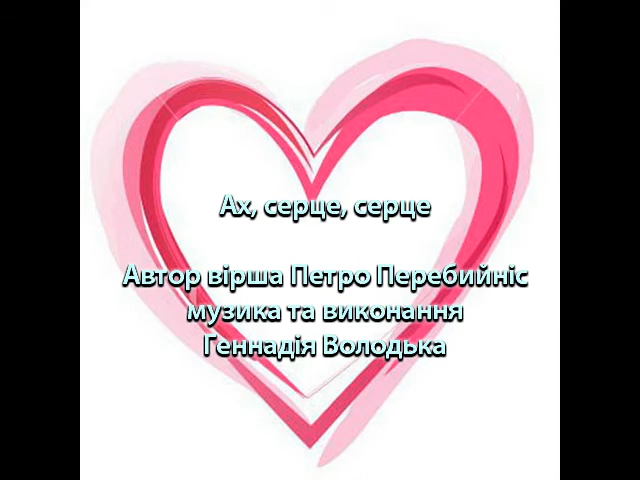 Ах, серце, серце
Автор вірша Петро Перебийніс
музика та виконання
Геннадія Володька